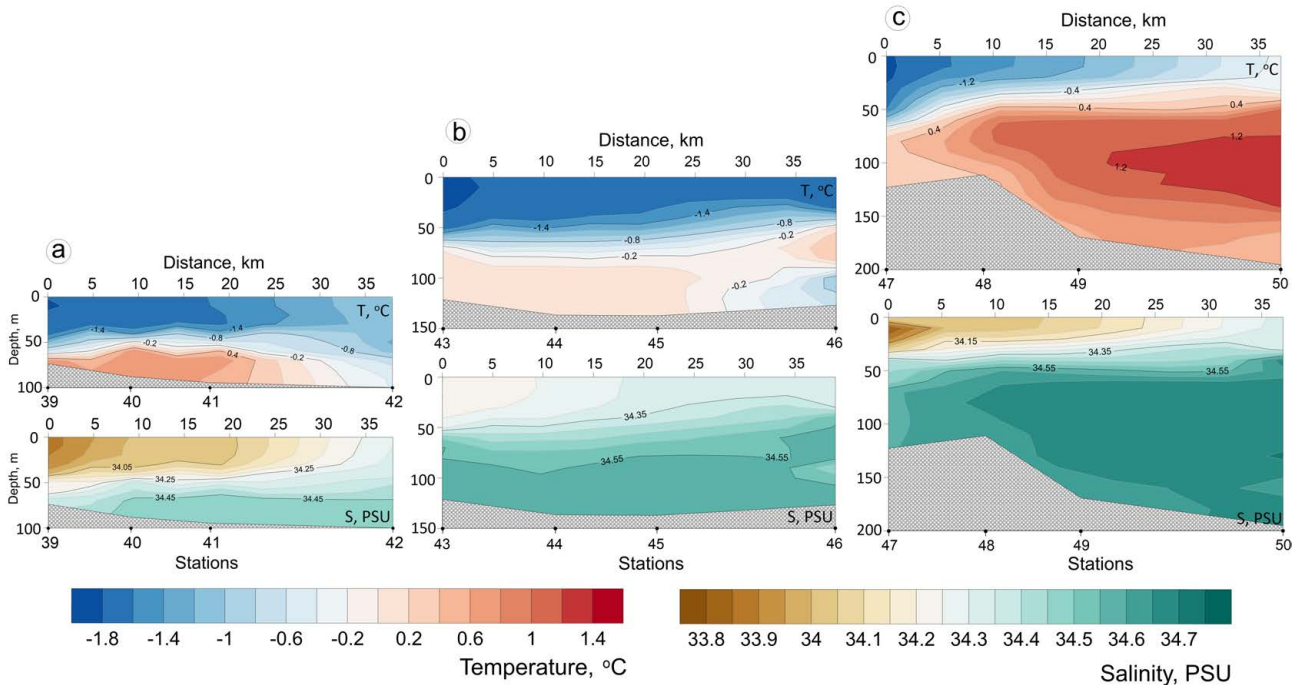 a
Distance, km
0 5 10 15 20 25 30 35
T, °C
0
50
100
Depth, m
-1.4 -0.2 -0.8 0.4 -1.4 -0.2 -0.8
39 40 41 42
0 5 10 15 20 25 30 35
0
50
100
Depth, m
34.05 34.25 34.45 34.25 34.45
S, PSU
39 40 41 42
Stations
b
Distance, km
0 5 10 15 20 25 30 35
T, °C
0
50
100
150
-1.4 -0.8 -0.2 -1.4 -0.8 -0.2 -0.2
43 44 45 46
0 5 10 15 20 25 30 35
0
50
100
150
34.35 34.55 34.55
S, PSU
43 44 45 46
Stations
c
Distance, km
0 5 10 15 20 25 30 35
T, °C
0
50
100
150
200
-1.2 -0.4 0.4 0.4 0.4 1.2 1.2
47 48 49 50
0 5 10 15 20 25 30 35
0
50
100
150
200
34.15 34.35 34.55 34.55
S, PSU
47 48 49 50
Stations
-1.8 -1.4 -1 -0.6 -0.2 0.2 0.6 1 1.4
Temperature, °C
33.8 33.9 34 34.1 34.2 34.3 34.4 34.5 34.6 34.7
Salinity, PSU